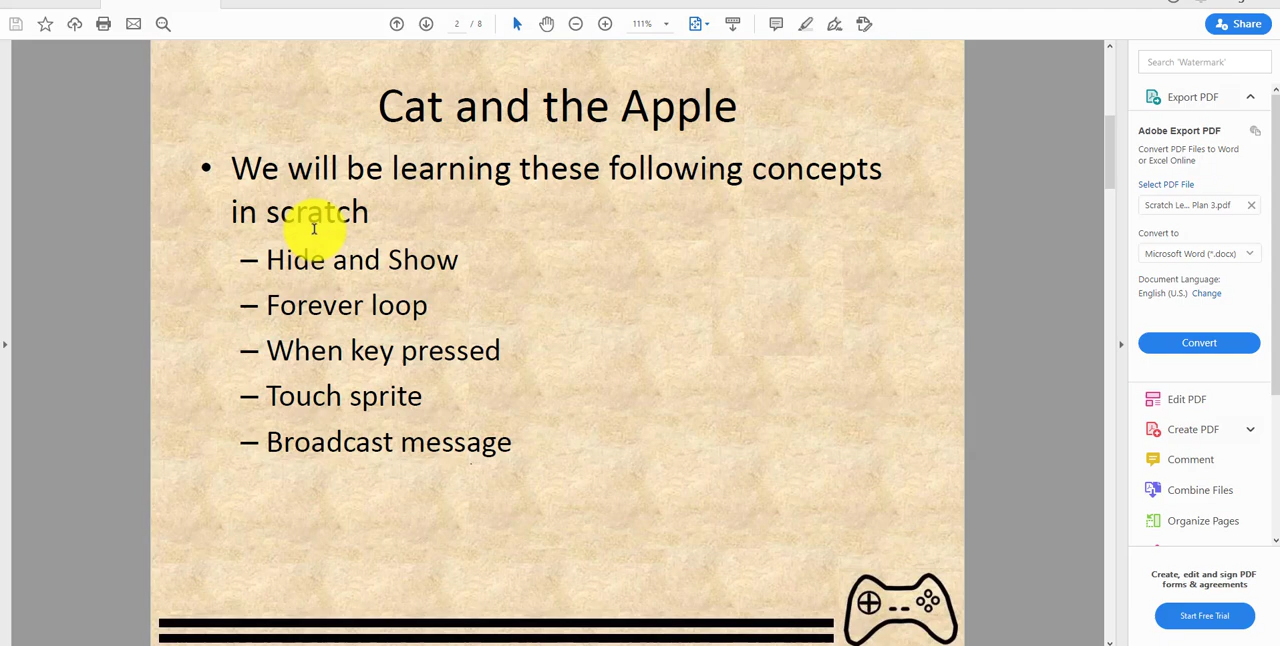 2 / 8
111%
Share
Cat and the Apple
• We will be learning these following concepts
in scratch
– Hide and Show
– Forever loop
– When key pressed
– Touch sprite
– Broadcast message
Search 'Watermark'
Export PDF
Adobe Export PDF
Convert PDF Files to Word
or Excel Online
Select PDF File
Scratch Le... Plan 3.pdf
Convert to
Microsoft Word (*.docx)
Document Language:
English (U.S.) Change
Convert
Edit PDF
Create PDF
Comment
Combine Files
Organize Pages
Create, edit and sign PDF
forms & agreements
Start Free Trial